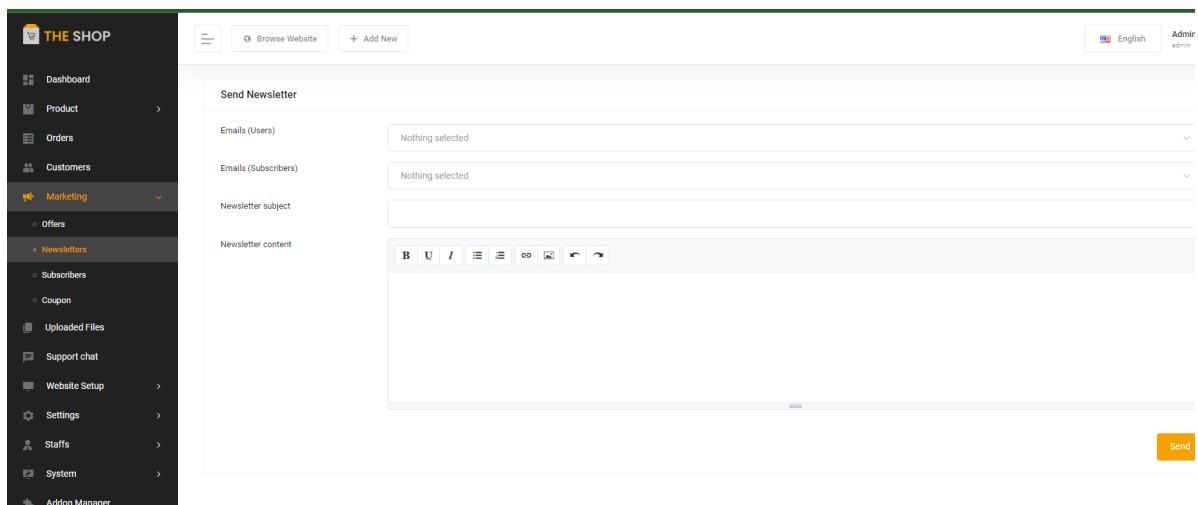 THE SHOP
Browse Website
+ Add New
English
Admin
admin
Dashboard
Product
Orders
Customers
Marketing
Offers
Newsletters
Subscribers
Coupon
Uploaded Files
Support chat
Website Setup
Settings
Staffs
System
Addon Manager
Send Newsletter
Emails (Users)
Nothing selected
Emails (Subscribers)
Nothing selected
Newsletter subject
Newsletter content
B U I
Send